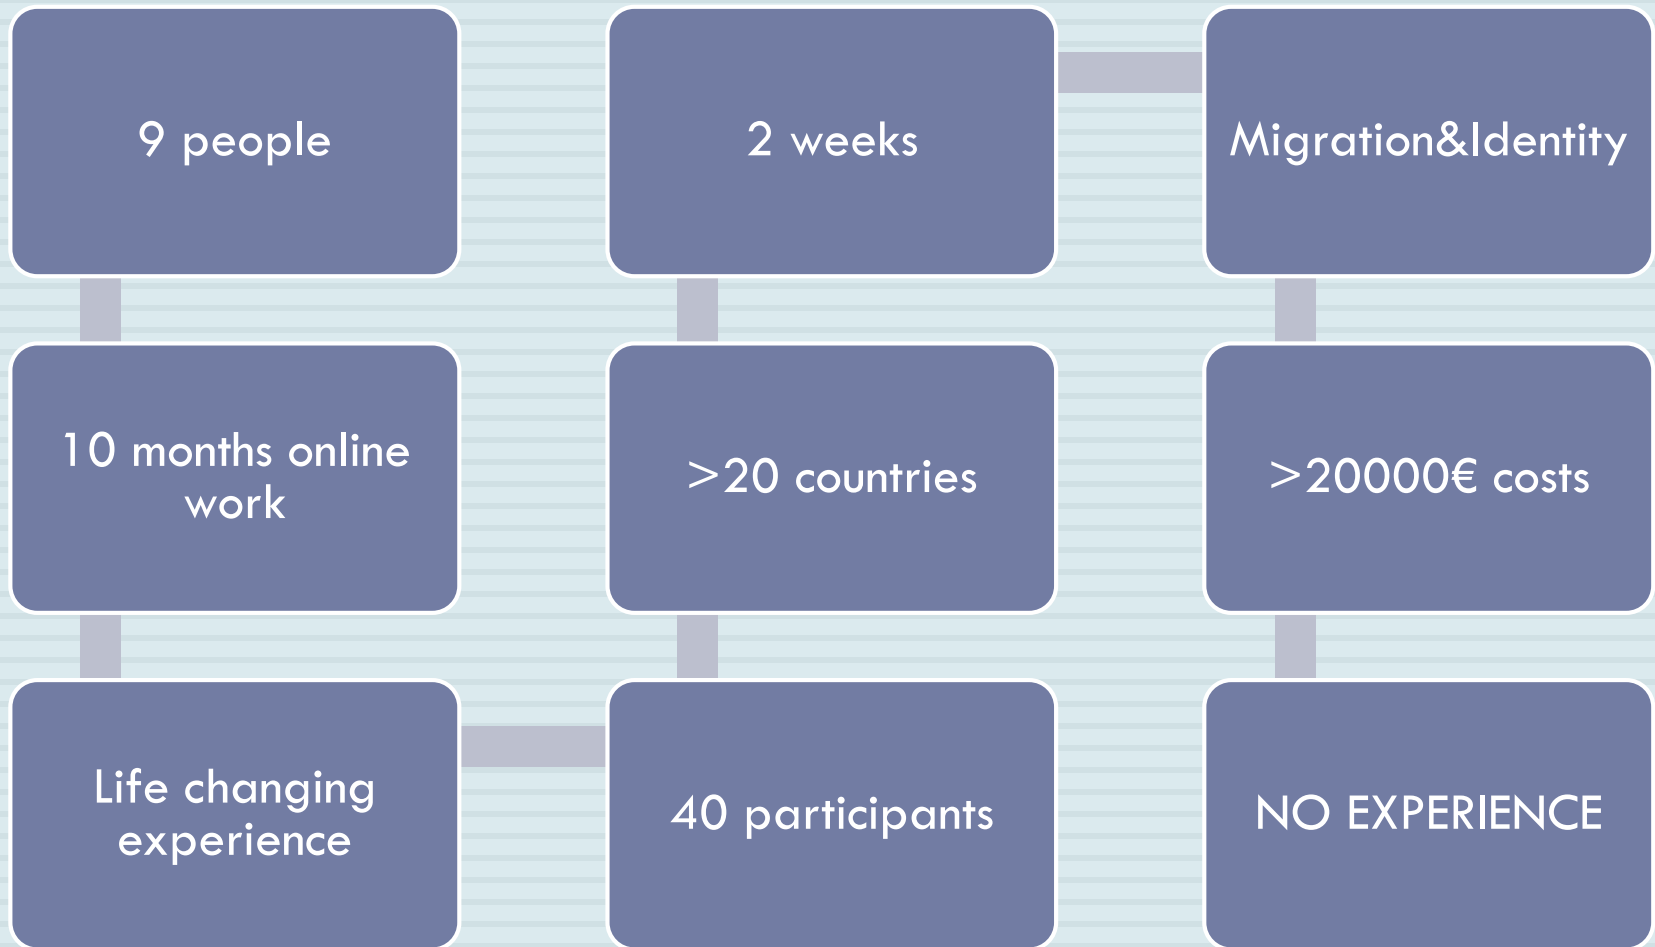 9 people
10 months online
work
Life changing
experience
40 participants
>20 countries
2 weeks
Migration&Identity
>20000€ costs
NO EXPERIENCE